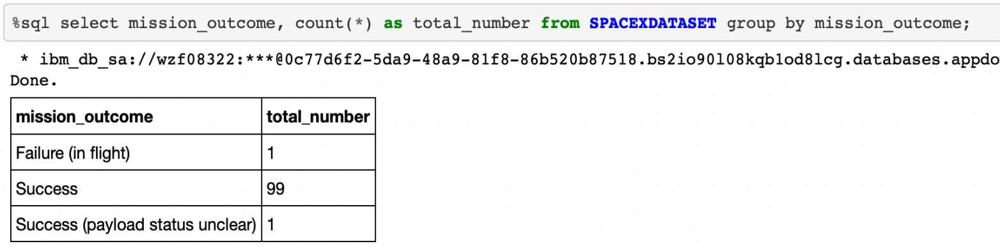 %sql select mission_outcome, count(*) as total_number from SPACEXDATASET group by mission_outcome;
* ibm_db_sa://wzf08322:***@0c77d6f2-5da9-48a9-81f8-86b520b87518.bs2io90l08kqb1od8lcg.databases.appdo
Done.
mission_outcome total_number
Failure (in flight) 1
Success 99
Success (payload status unclear) 1